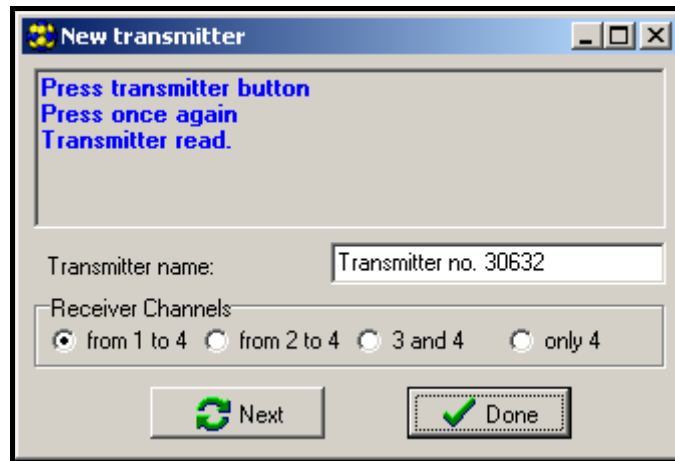 New transmitter
Press transmitter button
Press once again
Transmitter read.
Transmitter name: Transmitter no. 30632
Receiver Channels
from 1 to 4 from 2 to 4 3 and 4 only 4
Next Done